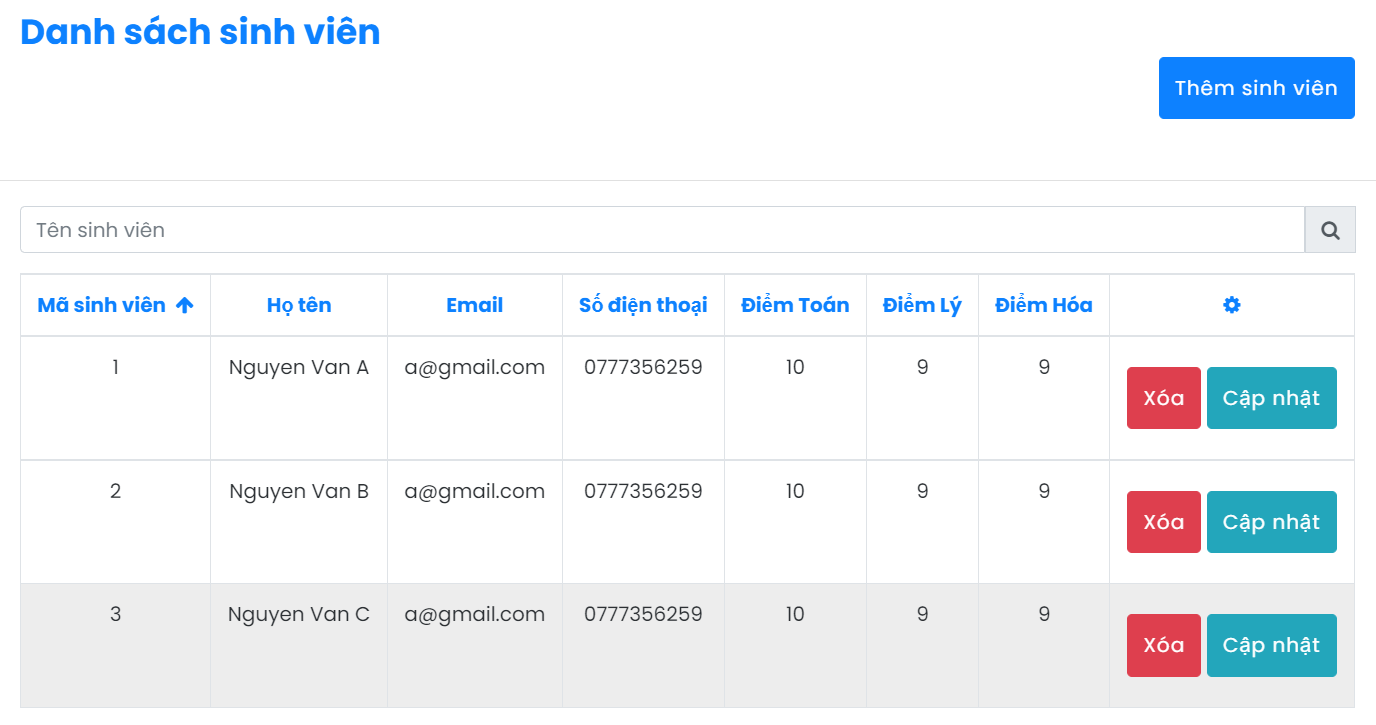 Danh sách sinh viên
Thêm sinh viên
Tên sinh viên
Mã sinh viên Họ tên Email Số điện thoại Điểm Toán Điểm Lý Điểm Hóa
1 Nguyen Van A a@gmail.com 0777356259 10 9 9 Xóa Cập nhật
2 Nguyen Van B a@gmail.com 0777356259 10 9 9 Xóa Cập nhật
3 Nguyen Van C a@gmail.com 0777356259 10 9 9 Xóa Cập nhật